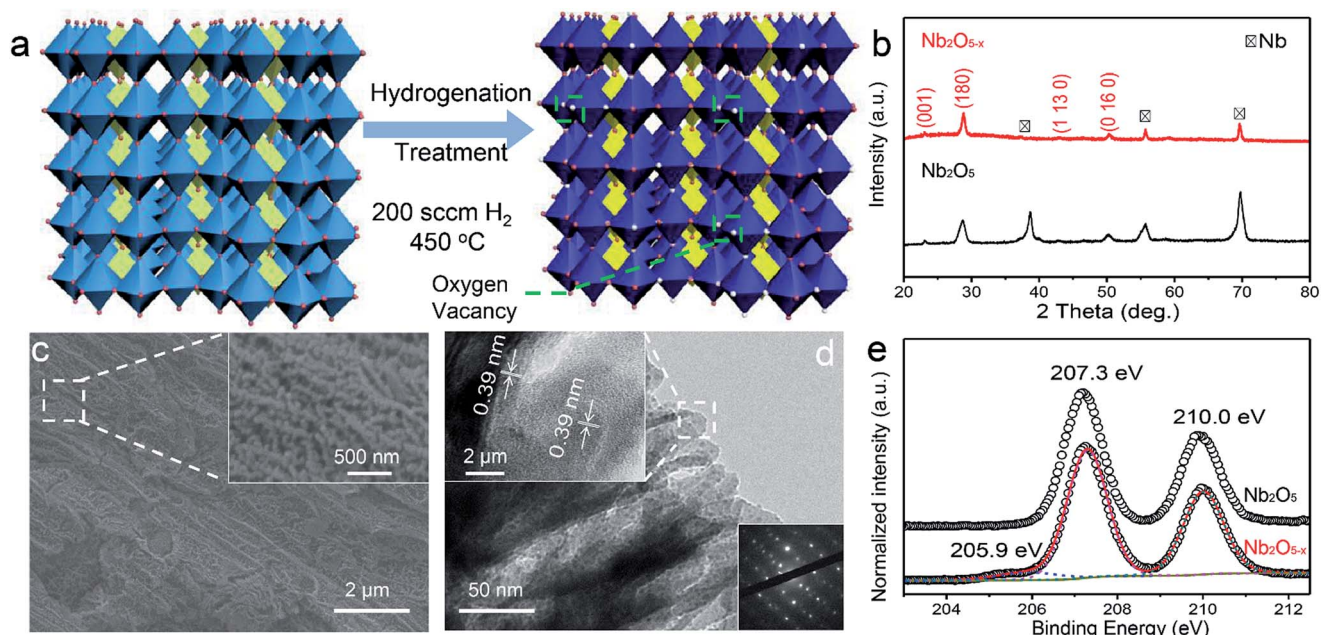 a
Hydrogenation
Treatment
200 sccm H₂
450 °C
Oxygen
Vacancy
b
Nb₂O₅₋ₓ
☒Nb
(001)
(180)
(1 13 0)
(0 16 0)
Nb₂O₅
Intensity (a.u.)
20 30 40 50 60 70 80
2 Theta (deg.)
c
500 nm
2 μm
d
0.39 nm
0.39 nm
2 μm
50 nm
e
207.3 eV
210.0 eV
Nb₂O₅
205.9 eV
Nb₂O₅₋ₓ
Normalized intensity (a.u.)
204 206 208 210 212
Binding Energy (eV)